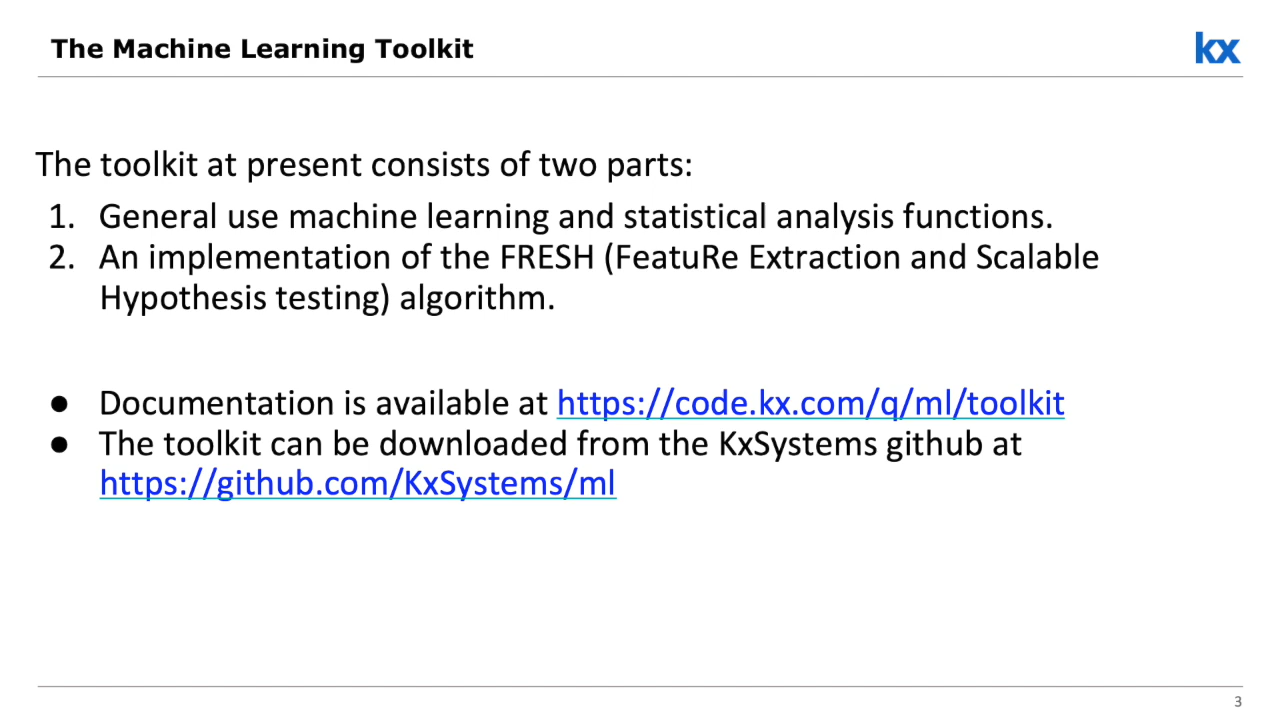 The Machine Learning Toolkit
kx
The toolkit at present consists of two parts:
1. General use machine learning and statistical analysis functions.
2. An implementation of the FRESH (FeatuRe Extraction and Scalable
Hypothesis testing) algorithm.
● Documentation is available at https://code.kx.com/q/ml/toolkit
● The toolkit can be downloaded from the KxSystems github at
https://github.com/KxSystems/ml
3